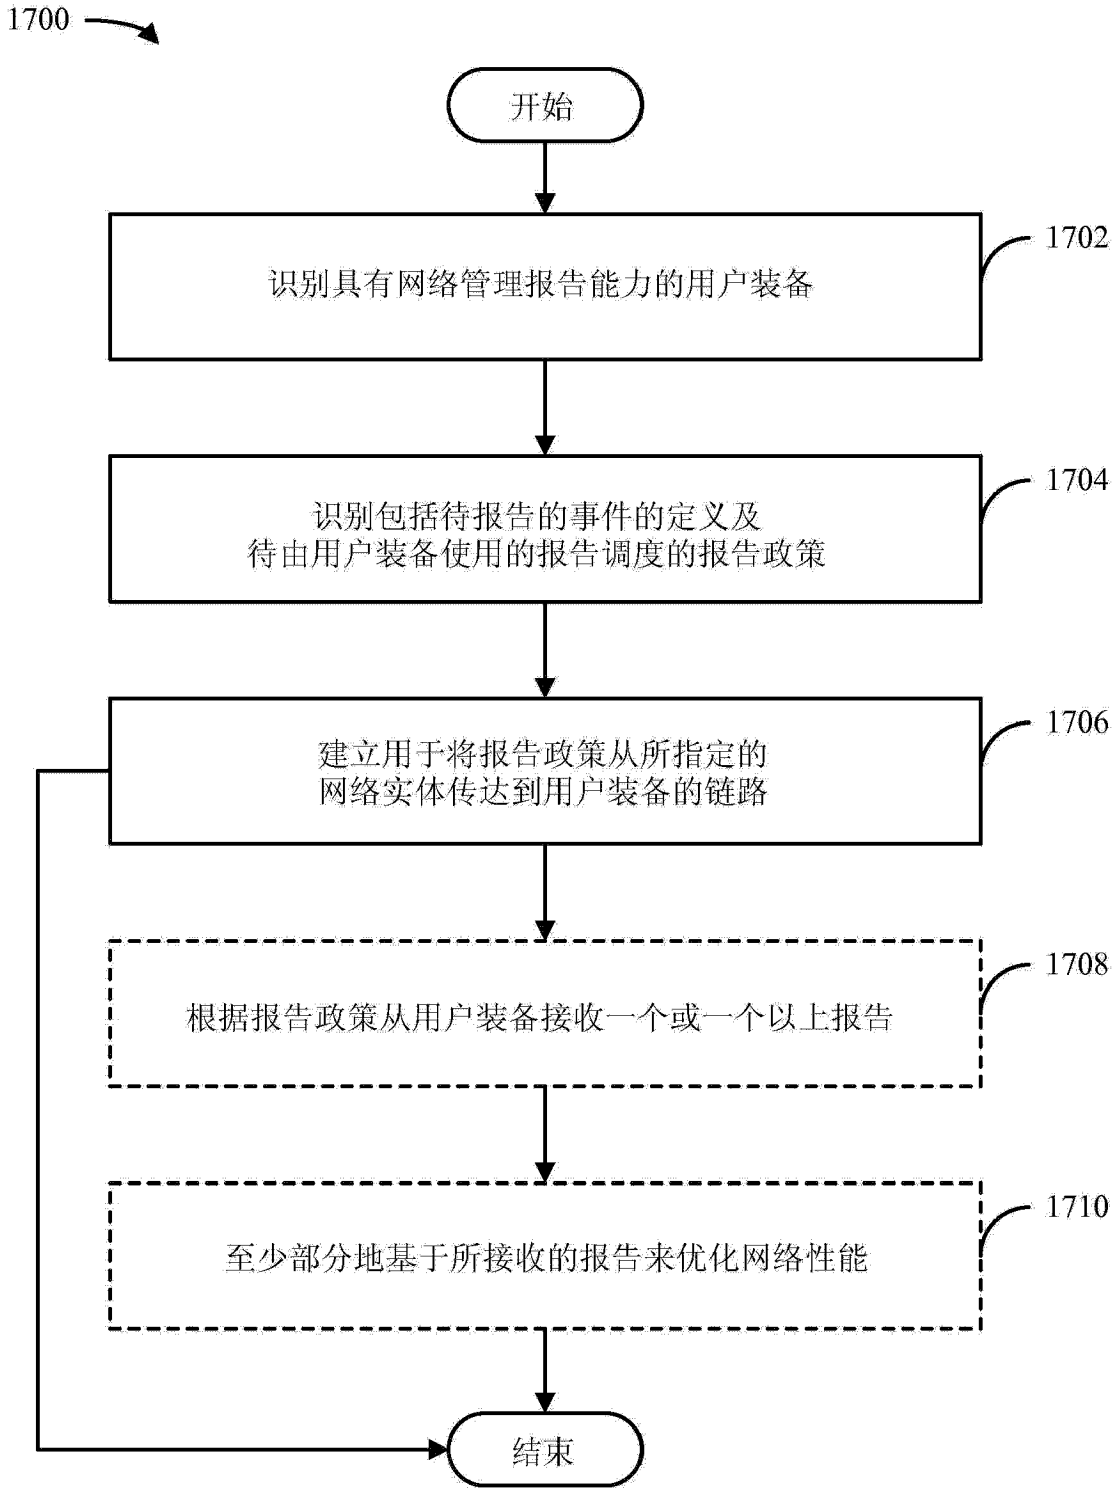 1700
开始
1702
识别具有网络管理报告能力的用户装备
1704
识别包括待报告的事件的定义及
待由用户装备使用的报告调度的报告政策
1706
建立用于将报告政策从所指定的
网络实体传达到用户装备的链路
1708
根据报告政策从用户装备接收一个或一个以上报告
1710
至少部分地基于所接收的报告来优化网络性能
结束